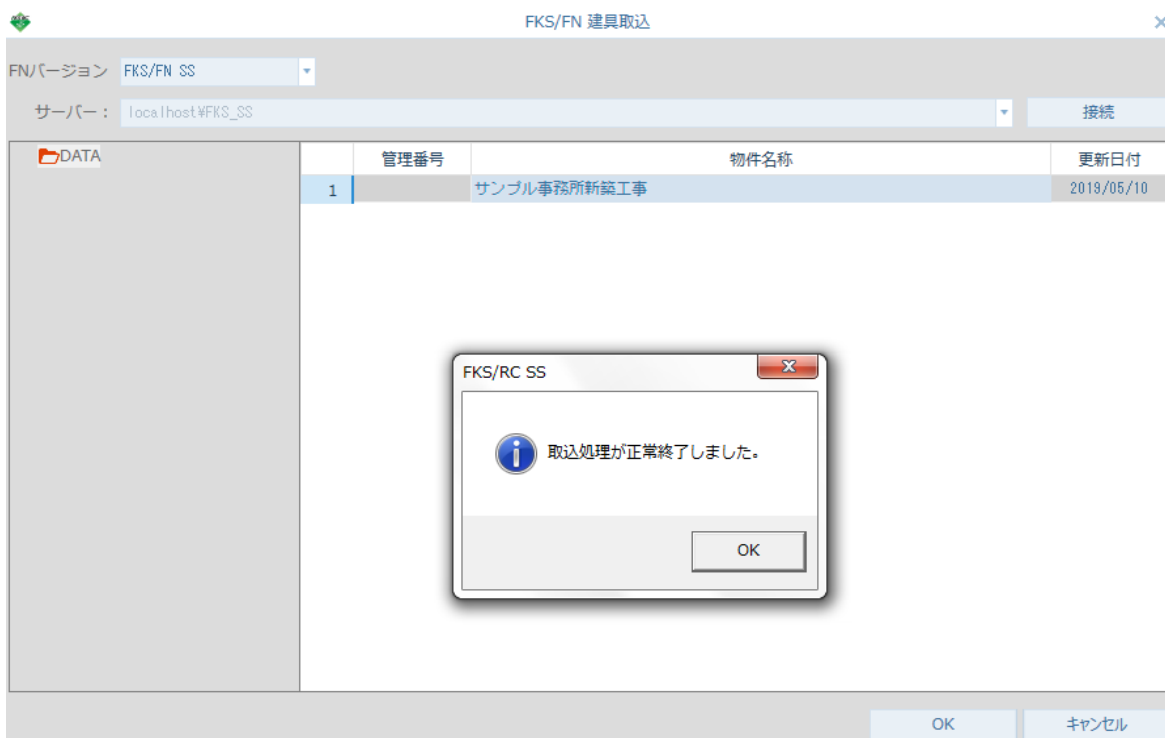 FKS/FN 建具取込
FNバージョン FKS/FN SS
サーバー： localhost¥FKS_SS 接続
DATA
管理番号 物件名称 更新日付
1 サンプル事務所新築工事 2019/05/10
FKS/RC SS
取込処理が正常終了しました。
OK
OK キャンセル